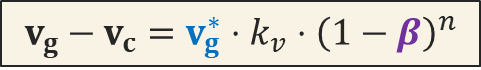 v_g − v_c = v_g^* · k_v · (1 − β)^n